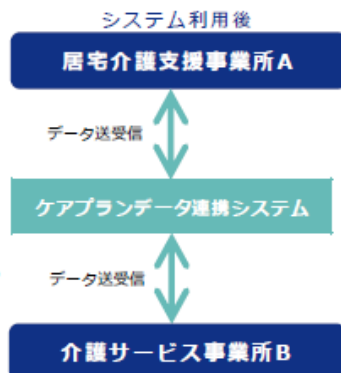 システム利用後
居宅介護支援事業所A
データ送受信
ケアプランデータ連携システム
データ送受信
介護サービス事業所B